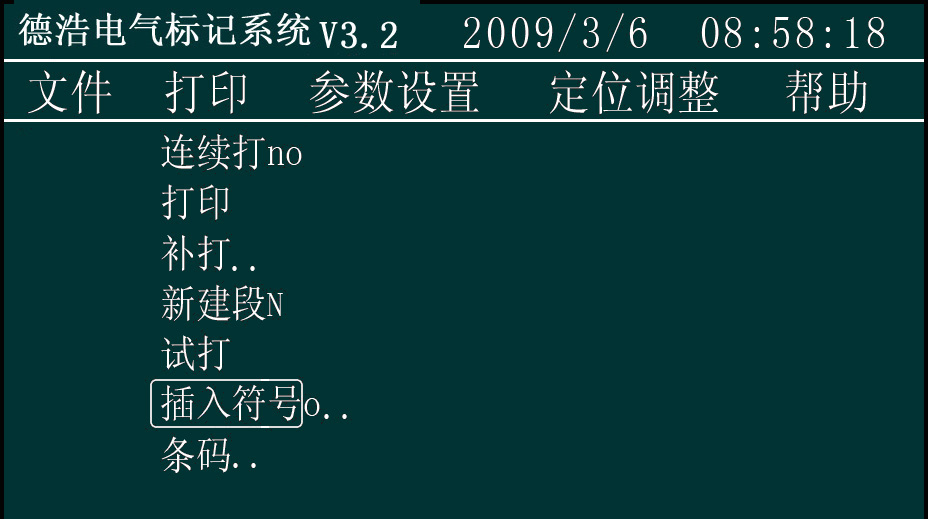 德浩电气标记系统 V3.2 2009/3/6 08:58:18
文件 打印 参数设置 定位调整 帮助
连续打no
打印
补打..
新建段N
试打
插入符号o..
条码..